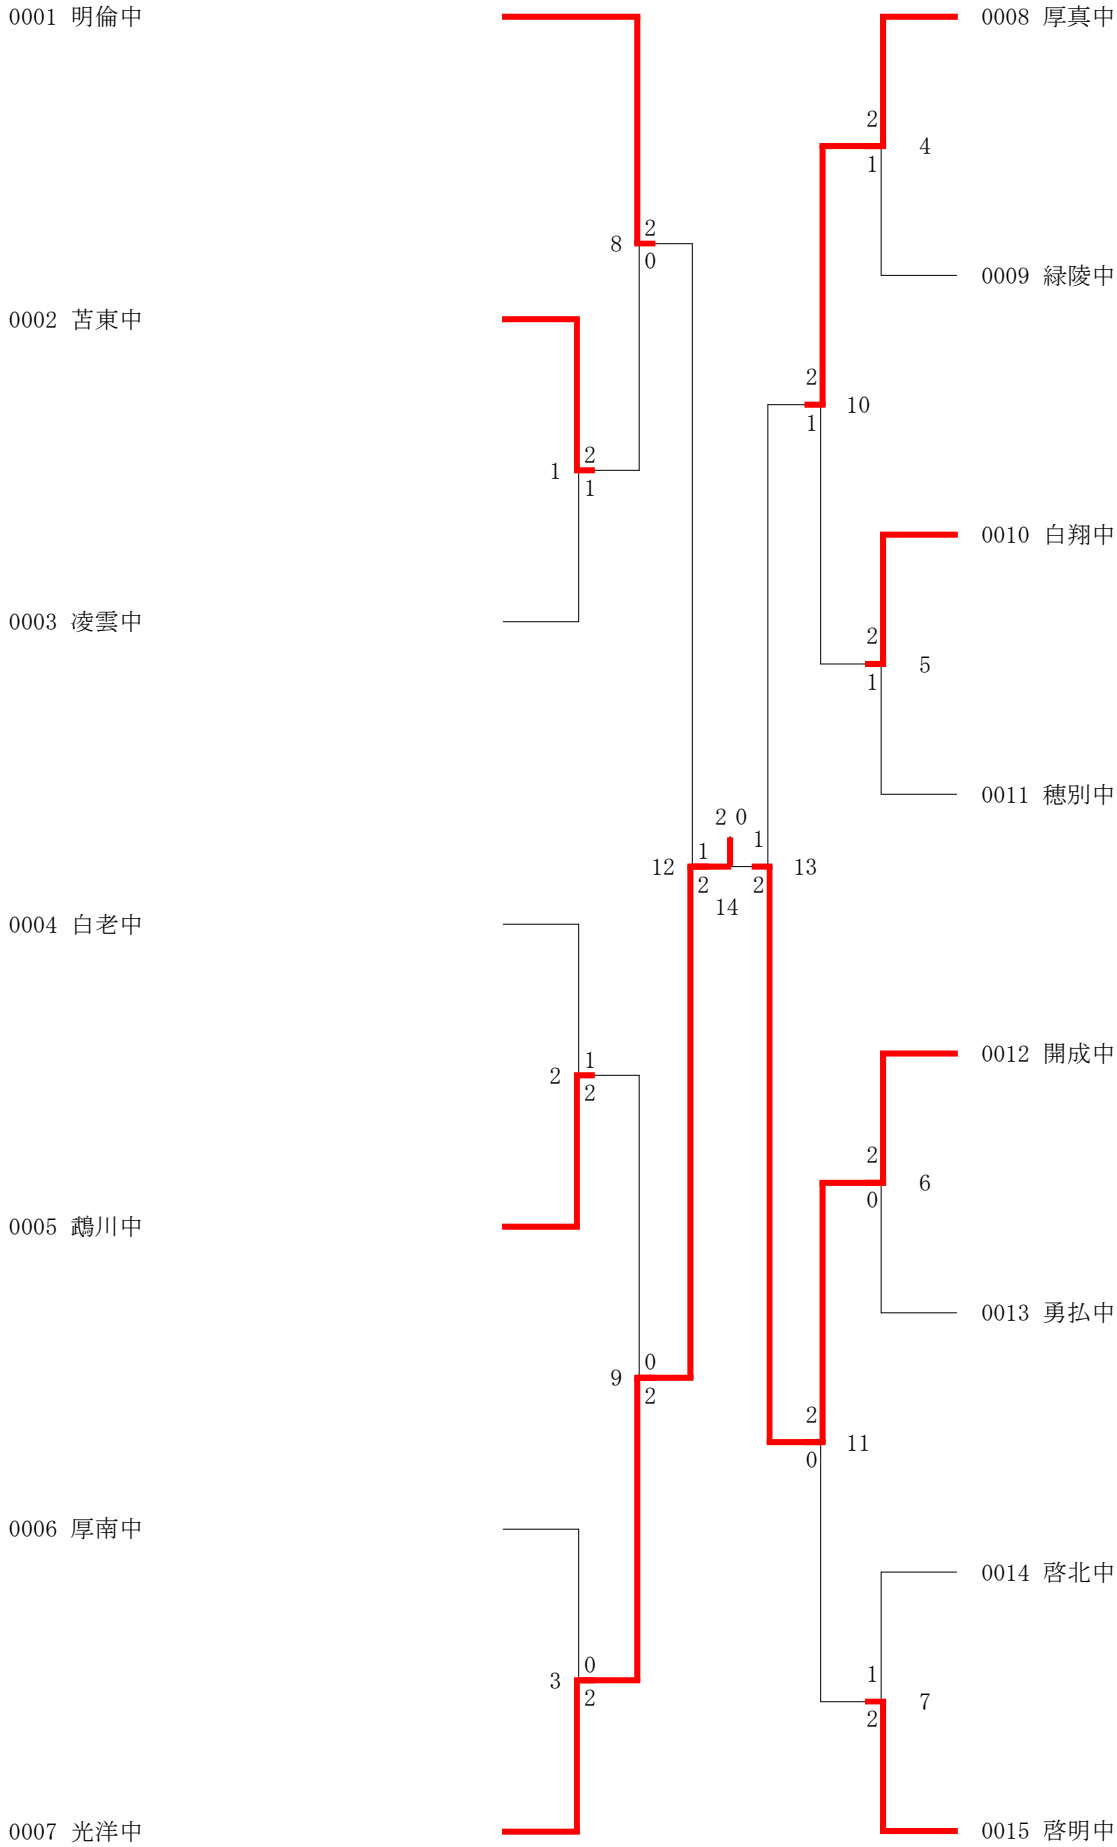 0001 明倫中
0002 苫東中
0003 凌雲中
0004 白老中
0005 鵡川中
0006 厚南中
0007 光洋中
8
2
0
1
2
1
2
1
2
9
0
2
3
0
2
12
1
2
2 0
14
1
2
13
2
1
10
2
1
4
2
1
5
2
0
6
2
0
11
1
2
7
0008 厚真中
0009 緑陵中
0010 白翔中
0011 穂別中
0012 開成中
0013 勇払中
0014 啓北中
0015 啓明中